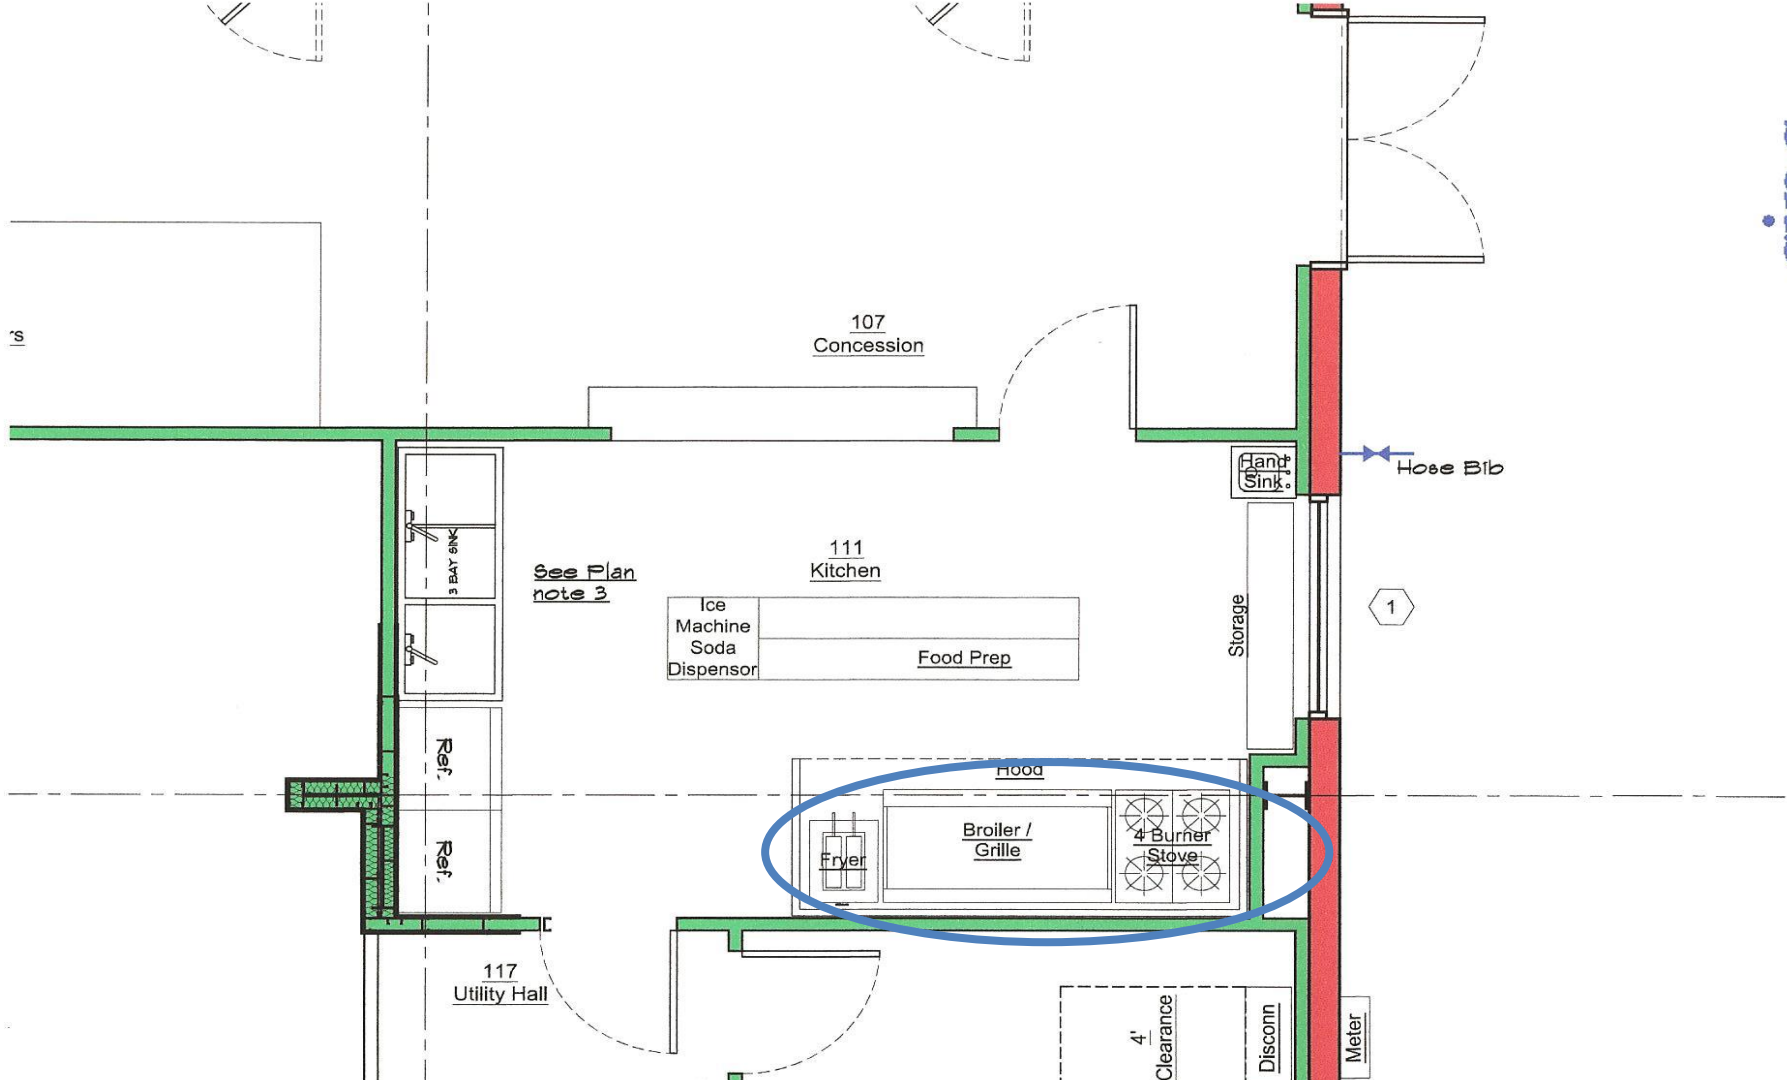 rs
107
Concession
Hand
Sink
Hose Bib
3 BAY SINK
See Plan
note 3
111
Kitchen
Ice
Machine
Soda
Dispensor
Food Prep
Storage
1
Ref.
Ref.
Hood
Fryer
Broiler /
Grille
4 Burner
Stove
117
Utility Hall
4'
Clearance
Disconn
Meter